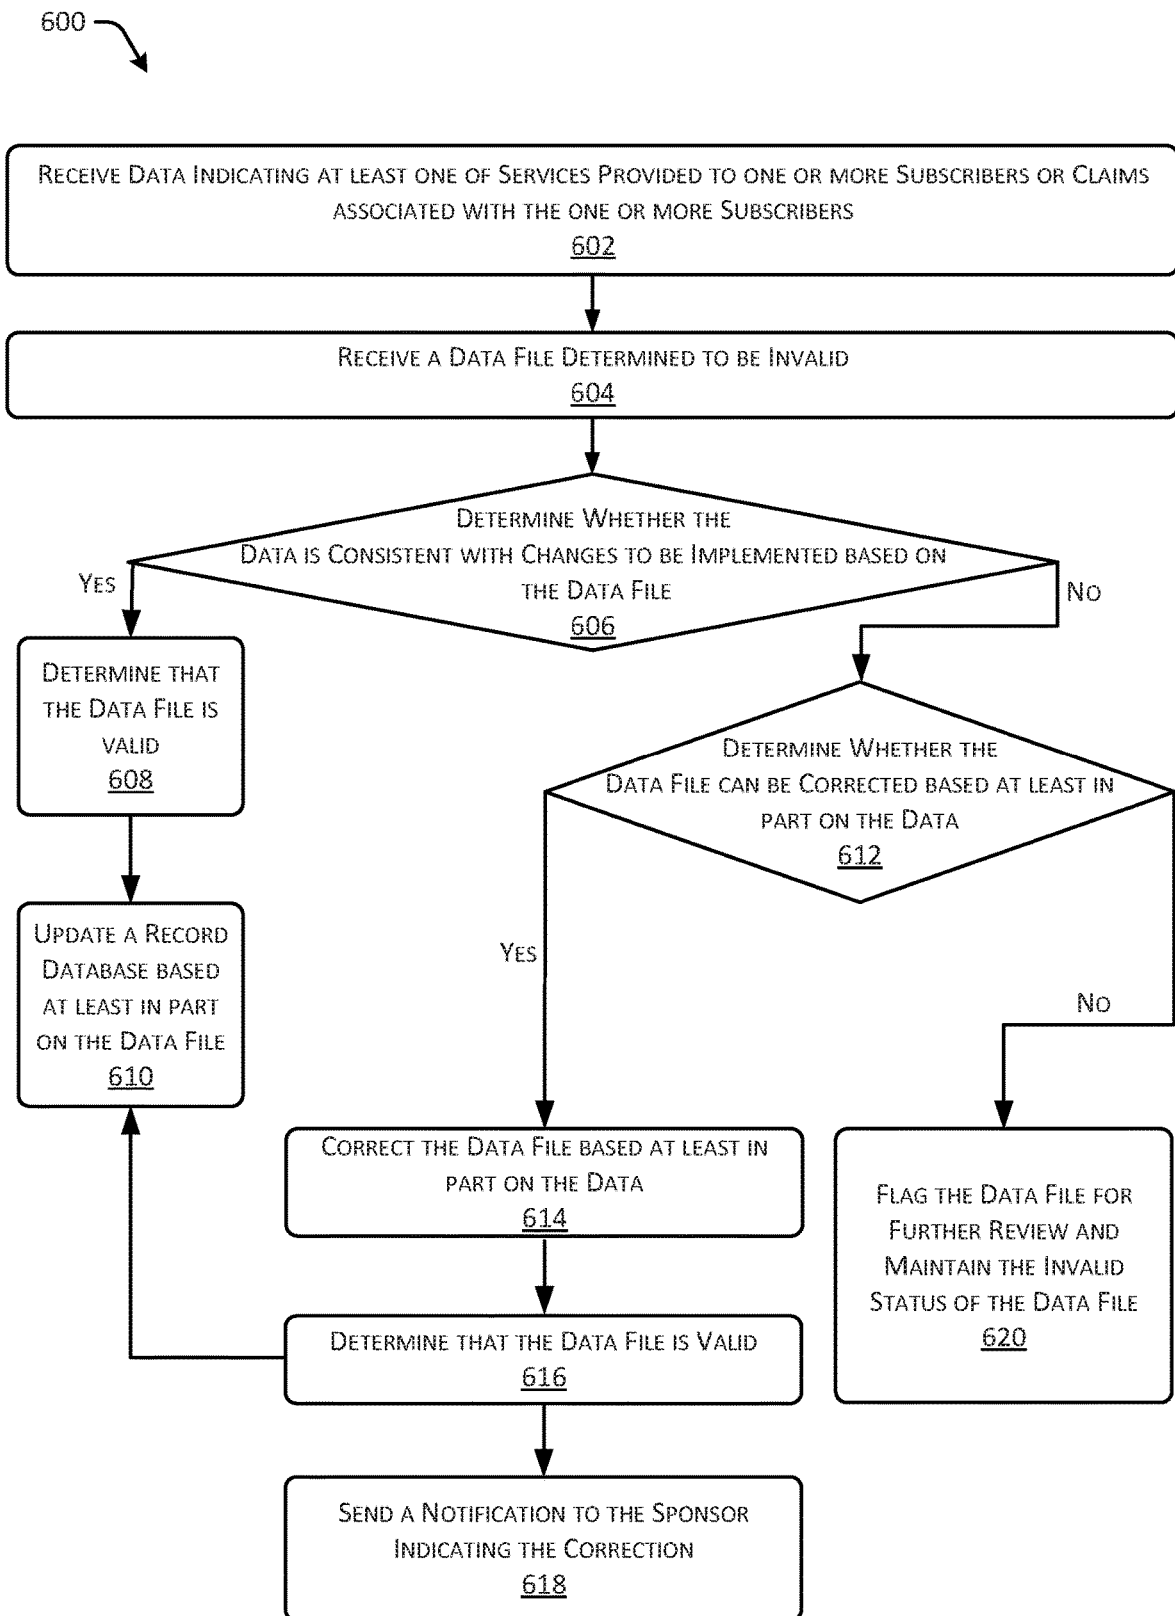 600
RECEIVE DATA INDICATING AT LEAST ONE OF SERVICES PROVIDED TO ONE OR MORE SUBSCRIBERS OR CLAIMS
ASSOCIATED WITH THE ONE OR MORE SUBSCRIBERS
602
RECEIVE A DATA FILE DETERMINED TO BE INVALID
604
DETERMINE WHETHER THE
DATA IS CONSISTENT WITH CHANGES TO BE IMPLEMENTED BASED ON
THE DATA FILE
606
YES
NO
DETERMINE THAT
THE DATA FILE IS
VALID
608
DETERMINE WHETHER THE
DATA FILE CAN BE CORRECTED BASED AT LEAST IN
PART ON THE DATA
612
UPDATE A RECORD
DATABASE BASED
AT LEAST IN PART
ON THE DATA FILE
610
YES
NO
CORRECT THE DATA FILE BASED AT LEAST IN
PART ON THE DATA
614
FLAG THE DATA FILE FOR
FURTHER REVIEW AND
MAINTAIN THE INVALID
STATUS OF THE DATA FILE
620
DETERMINE THAT THE DATA FILE IS VALID
616
SEND A NOTIFICATION TO THE SPONSOR
INDICATING THE CORRECTION
618